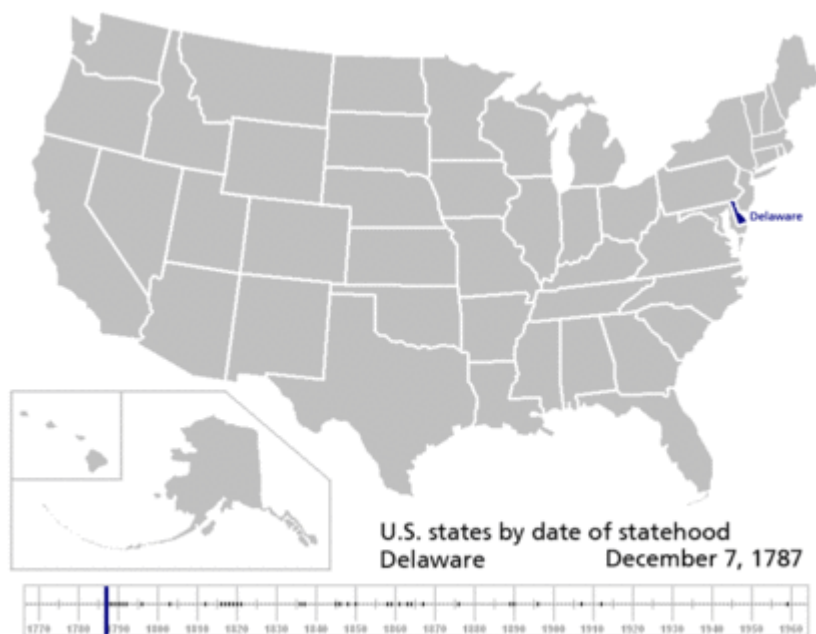 Delaware
U.S. states by date of statehood
Delaware December 7, 1787
1770 1780 1790 1800 1810 1820 1830 1840 1850 1860 1870 1880 1890 1900 1910 1920 1930 1940 1950 1960